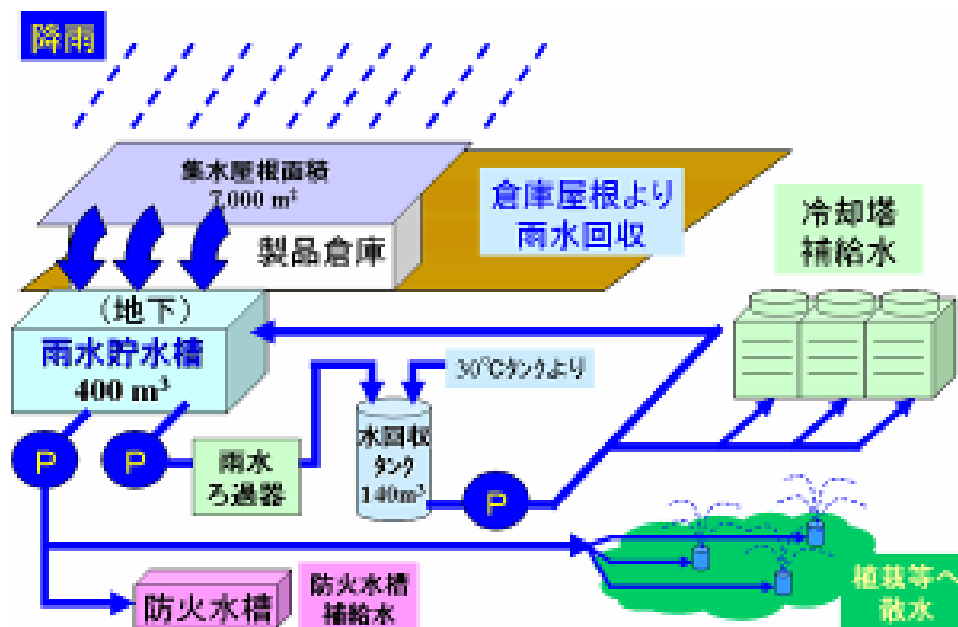 降雨
集水屋根面積
7,000 m²
倉庫屋根より
雨水回収
製品倉庫
冷却塔
補給水
(地下)
雨水貯水槽
400 m³
30℃タンクより
P
P
雨水
ろ過器
水回収
タンク
140m³
P
防火水槽
防火水槽
補給水
植栽等へ
散水